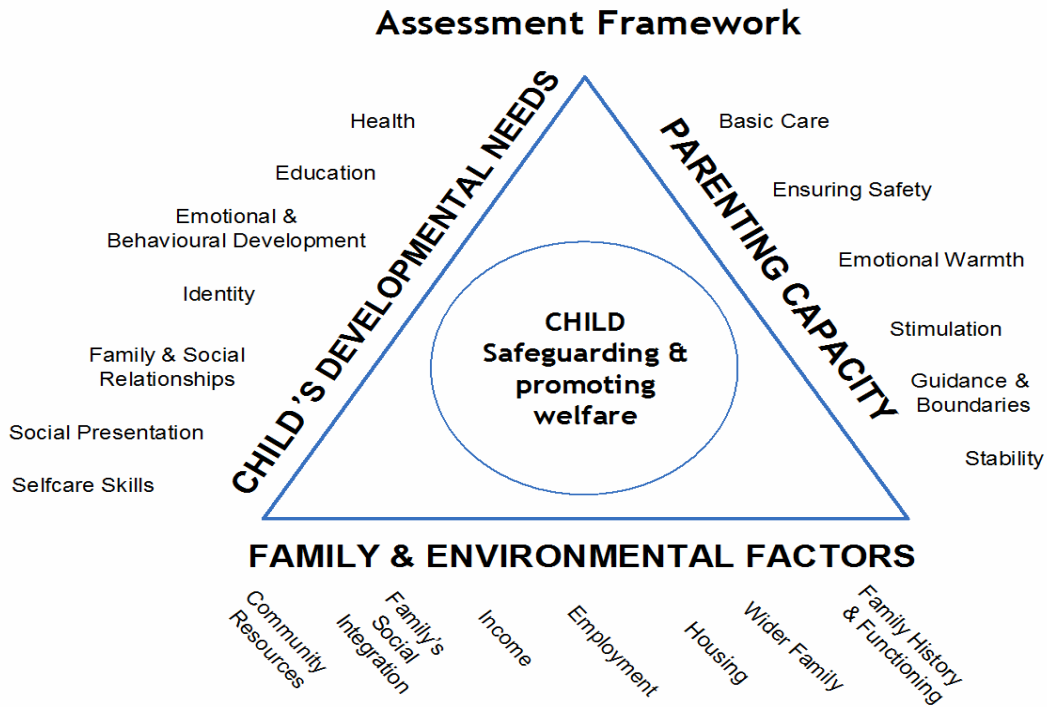 Assessment Framework
CHILD'S DEVELOPMENTAL NEEDS
Health
Education
Emotional &
Behavioural Development
Identity
Family & Social
Relationships
Social Presentation
Selfcare Skills
PARENTING CAPACITY
Basic Care
Ensuring Safety
Emotional Warmth
Stimulation
Guidance &
Boundaries
Stability
CHILD
Safeguarding &
promoting
welfare
FAMILY & ENVIRONMENTAL FACTORS
Community
Resources
Family's
Social
Integration
Income
Employment
Housing
Wider Family
Family History
& Functioning